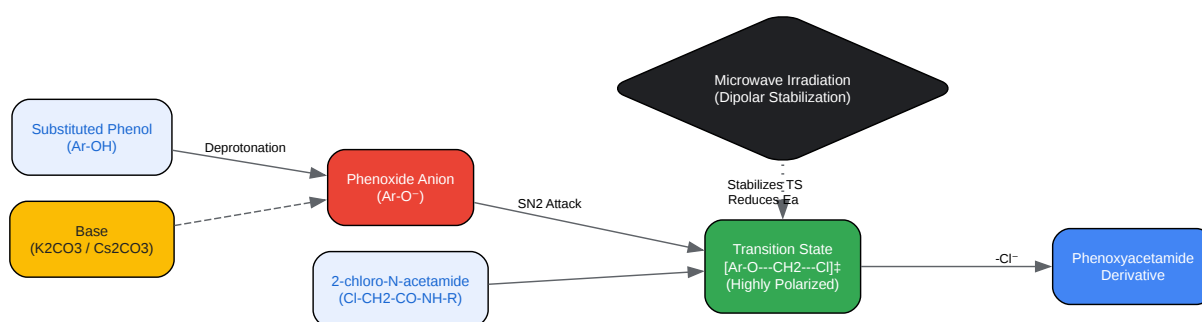 Microwave Irradiation
(Dipolar Stabilization)
Substituted Phenol
(Ar-OH)
Deprotonation
Phenoxide Anion
(Ar-O⁻)
Stabilizes TS
Reduces Ea
SN2 Attack
Base
(K2CO3 / Cs2CO3)
Transition State
[Ar-O---CH2---Cl]‡
(Highly Polarized)
-Cl⁻
Phenoxyacetamide
Derivative
2-chloro-N-acetamide
(Cl-CH2-CO-NH-R)